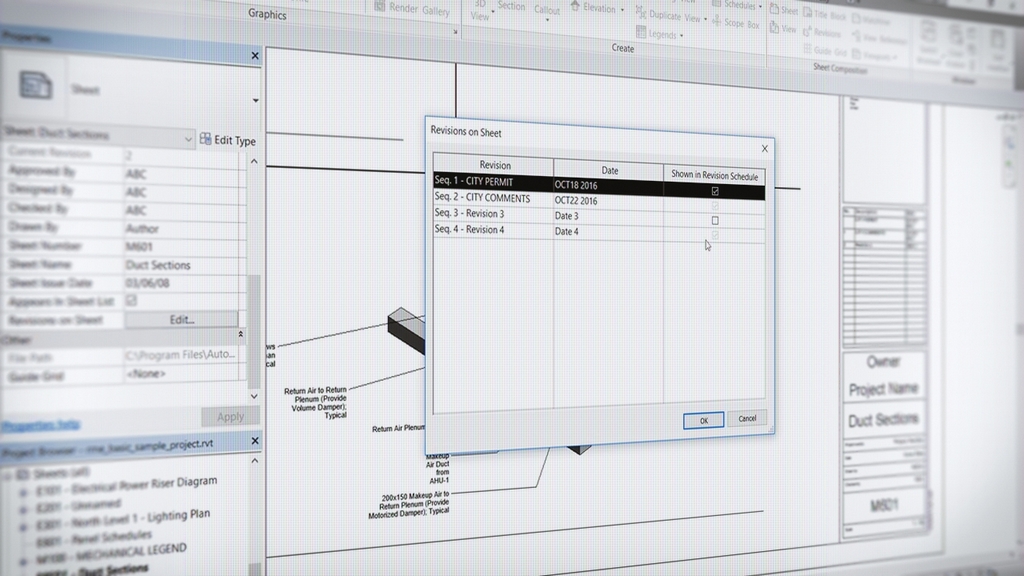 Graphics
Render Gallery
3D
View
Section
Callout
Elevation
Duplicate View
Legends
Schedules
Scope Box
Create
Sheet
View
Title Block
Revisions
Guide Grid
Sheet Composition
Properties
Sheet
Sheet: Duct Sections
Edit Type
Current Revision 2
Approved By ABC
Designed By ABC
Checked By ABC
Drawn By Author
Sheet Number M601
Sheet Name Duct Sections
Sheet Issue Date 03/06/08
Appears In Sheet List
Revisions on Sheet Edit...
Other
File Path C:\Program Files\Auto...
Guide Grid <None>
Properties help
Apply
Project Browser - rme_basic_sample_project.rvt
Sheets (all)
E101 - Electrical Power Riser Diagram
E201 - Unnamed
E301 - North Level 1 - Lighting Plan
E601 - Panel Schedules
M100 - MECHANICAL LEGEND
Duct Sections
Revisions on Sheet
Revision Date Shown in Revision Schedule
Seq. 1 - CITY PERMIT OCT18 2016
Seq. 2 - CITY COMMENTS OCT22 2016
Seq. 3 - Revision 3 Date 3
Seq. 4 - Revision 4 Date 4
OK Cancel
Return Air to Return
Plenum (Provide
Volume Damper);
Typical
Return Air Plenum
Makeup
Air Duct
from
AHU-1
200x150 Makeup Air to
Return Plenum (Provide
Motorized Damper); Typical
Owner
Project Name
Duct Sections
M601